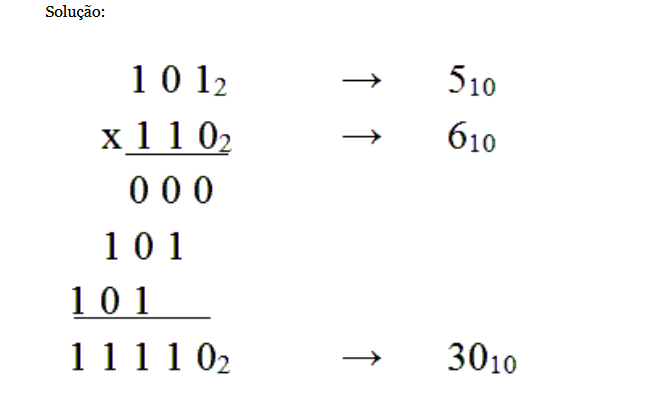 Solução:
1 0 1₂ → 5₁₀
x 1 1 0₂ → 6₁₀
0 0 0
1 0 1
1 0 1
1 1 1 1 0₂ → 30₁₀